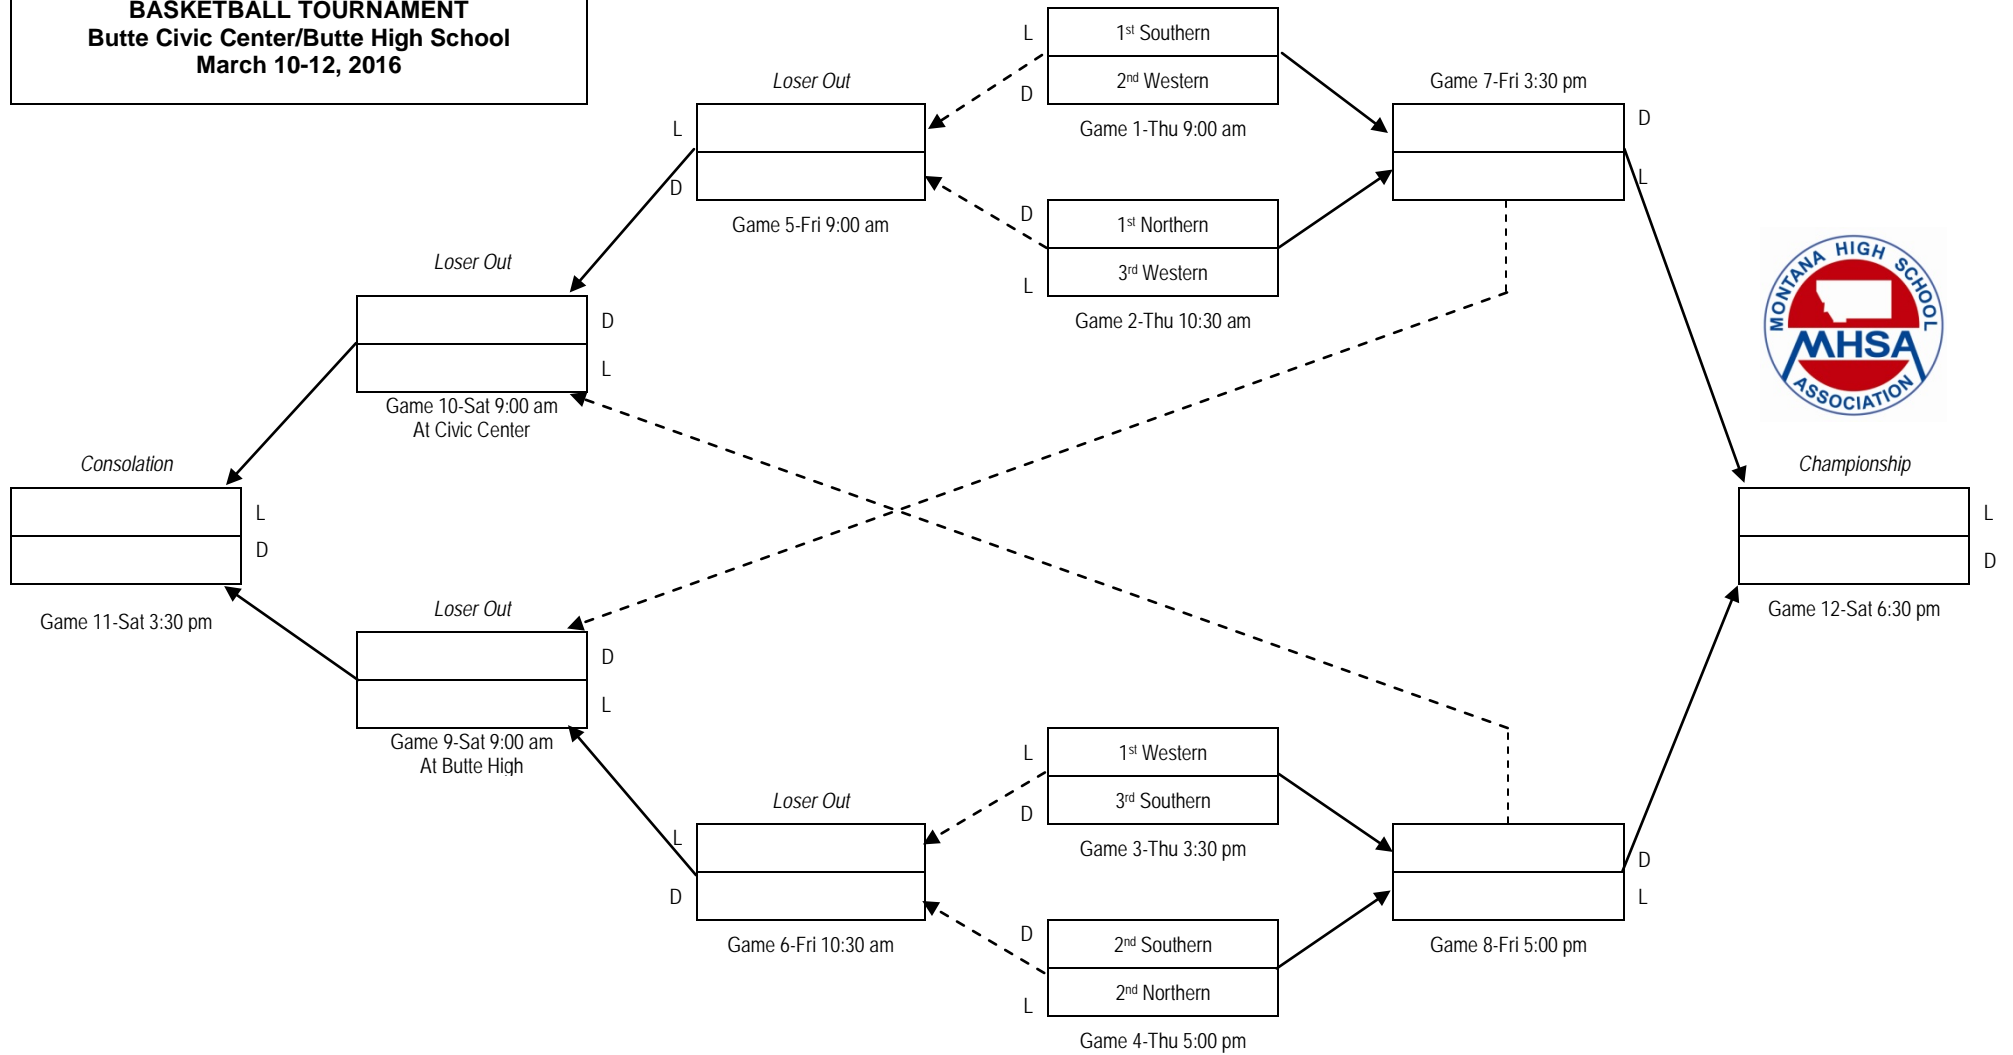 BASKETBALL TOURNAMENT
Butte Civic Center/Butte High School
March 10-12, 2016
L
1st Southern
Loser Out
2nd Western
Game 7-Fri 3:30 pm
D
L
Game 1-Thu 9:00 am
D
D
L
D
1st Northern
Game 5-Fri 9:00 am
Loser Out
3rd Western
L
Game 2-Thu 10:30 am
D
L
MONTANA HIGH SCHOOL
MHSA
ASSOCIATION
Game 10-Sat 9:00 am
At Civic Center
Consolation
Championship
L
L
D
D
Game 11-Sat 3:30 pm
Loser Out
Game 12-Sat 6:30 pm
D
L
Game 9-Sat 9:00 am
At Butte High
L
1st Western
Loser Out
3rd Southern
D
L
Game 3-Thu 3:30 pm
D
D
L
D
2nd Southern
Game 6-Fri 10:30 am
Game 8-Fri 5:00 pm
2nd Northern
L
Game 4-Thu 5:00 pm